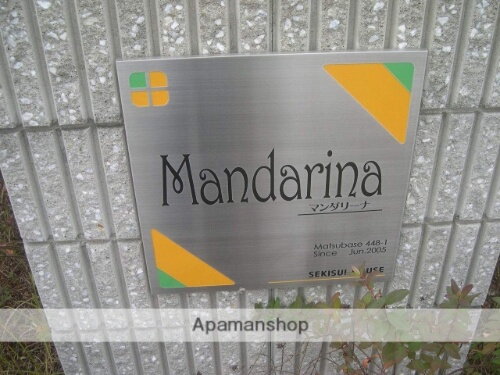 Mandarina
マンダリーナ
Matsubase 448-1
Since Jun.2005
SEKISUI
Apamanshop